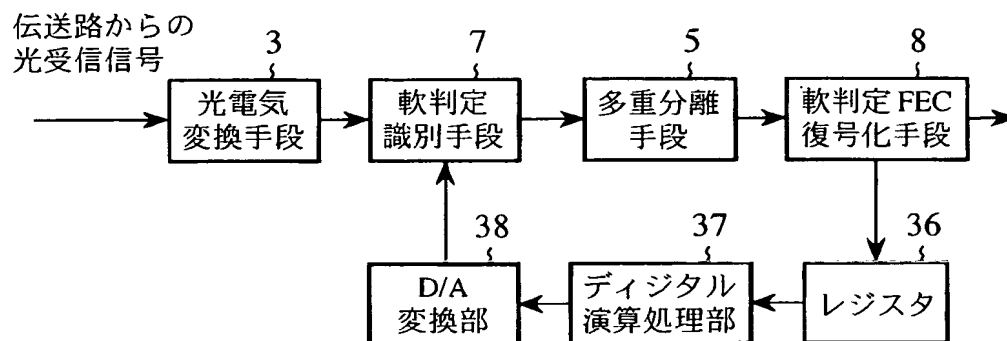 伝送路からの
光受信信号
3
7
5
8
光電気
変換手段
軟判定
識別手段
多重分離
手段
軟判定FEC
復号化手段
38
37
36
D/A
変換部
ディジタル
演算処理部
レジスタ